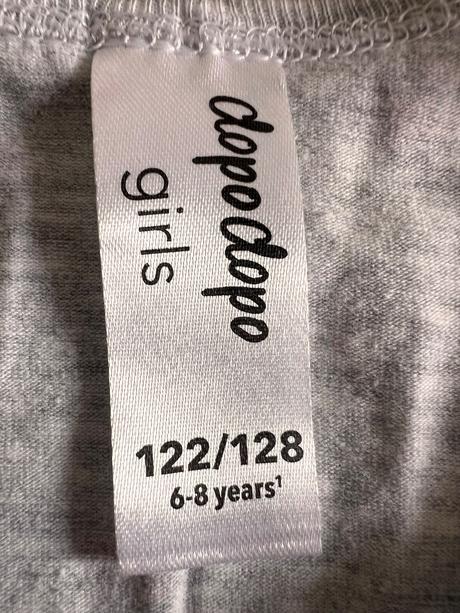 dopodopo
girls
122/128
6-8 years¹